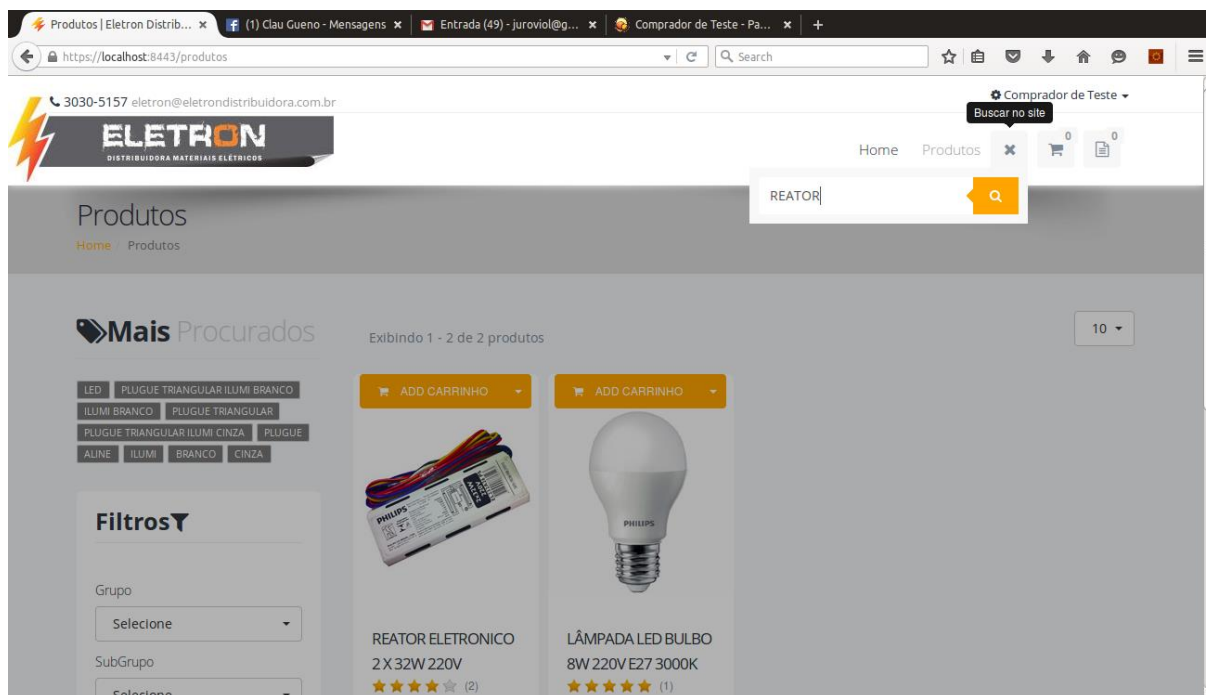 Produtos | Eletron Distrib...
(1) Clau Gueno - Mensagens
Entrada (49) - juroviol@g...
Comprador de Teste - Pa...
https://localhost:8443/produtos
Search
3030-5157 eletron@eletrondistribuidora.com.br
Comprador de Teste
Buscar no site
ELETRON
DISTRIBUIDORA MATERIAIS ELÉTRICOS
Home Produtos 0 0
REATOR
Produtos
Home / Produtos
Mais Procurados
Exibindo 1 - 2 de 2 produtos
10
LED PLUGUE TRIANGULAR ILUMI BRANCO
ILUMI BRANCO PLUGUE TRIANGULAR
PLUGUE TRIANGULAR ILUMI CINZA PLUGUE
ALINE ILUMI BRANCO CINZA
ADD CARRINHO
ADD CARRINHO
PHILIPS
PHILIPS
Filtros
Grupo
Selecione
SubGrupo
Selecione
REATOR ELETRONICO
2 X 32W 220V
(2)
LÂMPADA LED BULBO
8W 220V E27 3000K
(1)